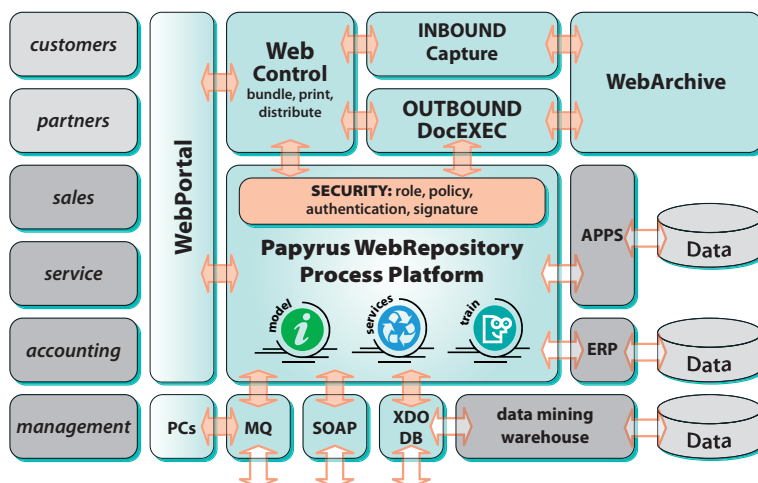 customers
partners
sales
service
accounting
management
WebPortal
PCs
Web
Control
bundle, print,
distribute
INBOUND
Capture
OUTBOUND
DocEXEC
WebArchive
SECURITY: role, policy,
authentication, signature
Papyrus WebRepository
Process Platform
model
services
train
APPS
Data
ERP
Data
MQ
SOAP
XDO
DB
data mining
warehouse
Data